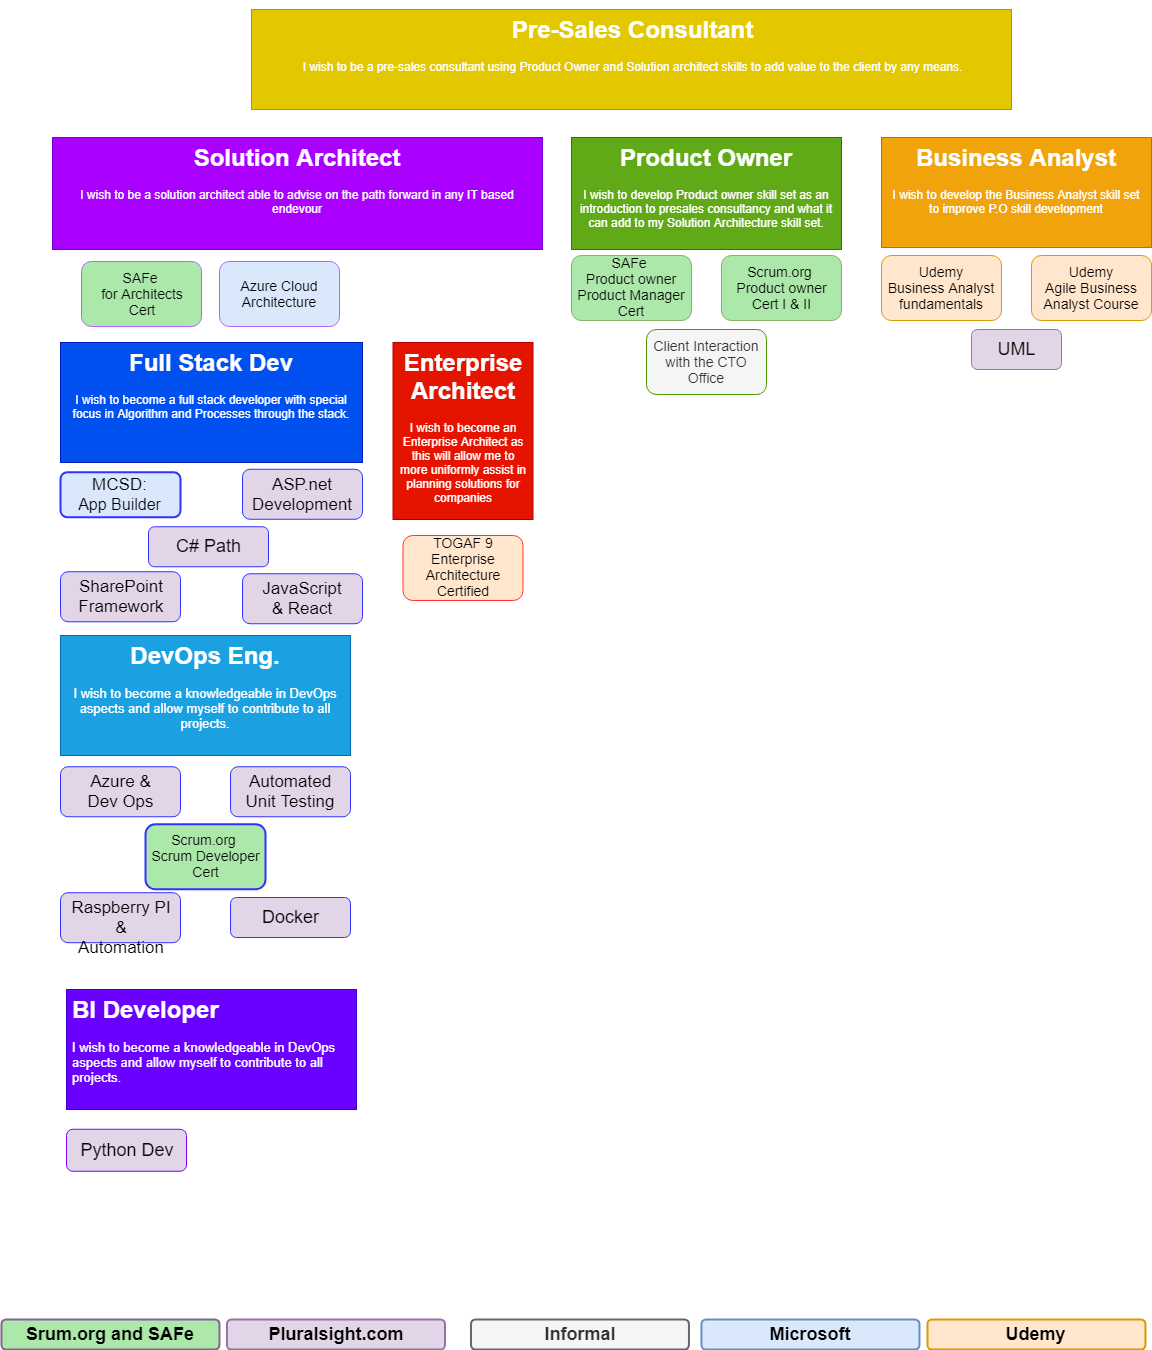 Pre-Sales Consultant
I wish to be a pre-sales consultant using Product Owner and Solution architect skills to add value to the client by any means.
Solution Architect
I wish to be a solution architect able to advise on the path forward in any IT based
endevour
Product Owner
I wish to develop Product owner skill set as an
introduction to presales consultancy and what it
can add to my Solution Architecture skill set.
Business Analyst
I wish to develop the Business Analyst skill set
to improve P.O skill development
SAFe
for Architects
Cert
Azure Cloud
Architecture
SAFe
Product owner
Product Manager
Cert
Scrum.org
Product owner
Cert I & II
Client Interaction
with the CTO
Office
Udemy
Business Analyst
fundamentals
Udemy
Agile Business
Analyst Course
UML
Full Stack Dev
I wish to become a full stack developer with special
focus in Algorithm and Processes through the stack.
Enterprise
Architect
I wish to become an
Enterprise Architect as
this will allow me to
more uniformly assist in
planning solutions for
companies
MCSD:
App Builder
ASP.net
Development
C# Path
SharePoint
Framework
JavaScript
& React
TOGAF 9
Enterprise
Architecture
Certified
DevOps Eng.
I wish to become a knowledgeable in DevOps
aspects and allow myself to contribute to all
projects.
Azure &
Dev Ops
Automated
Unit Testing
Scrum.org
Scrum Developer
Cert
Raspberry PI
&
Automation
Docker
BI Developer
I wish to become a knowledgeable in DevOps
aspects and allow myself to contribute to all
projects.
Python Dev
Srum.org and SAFe
Pluralsight.com
Informal
Microsoft
Udemy